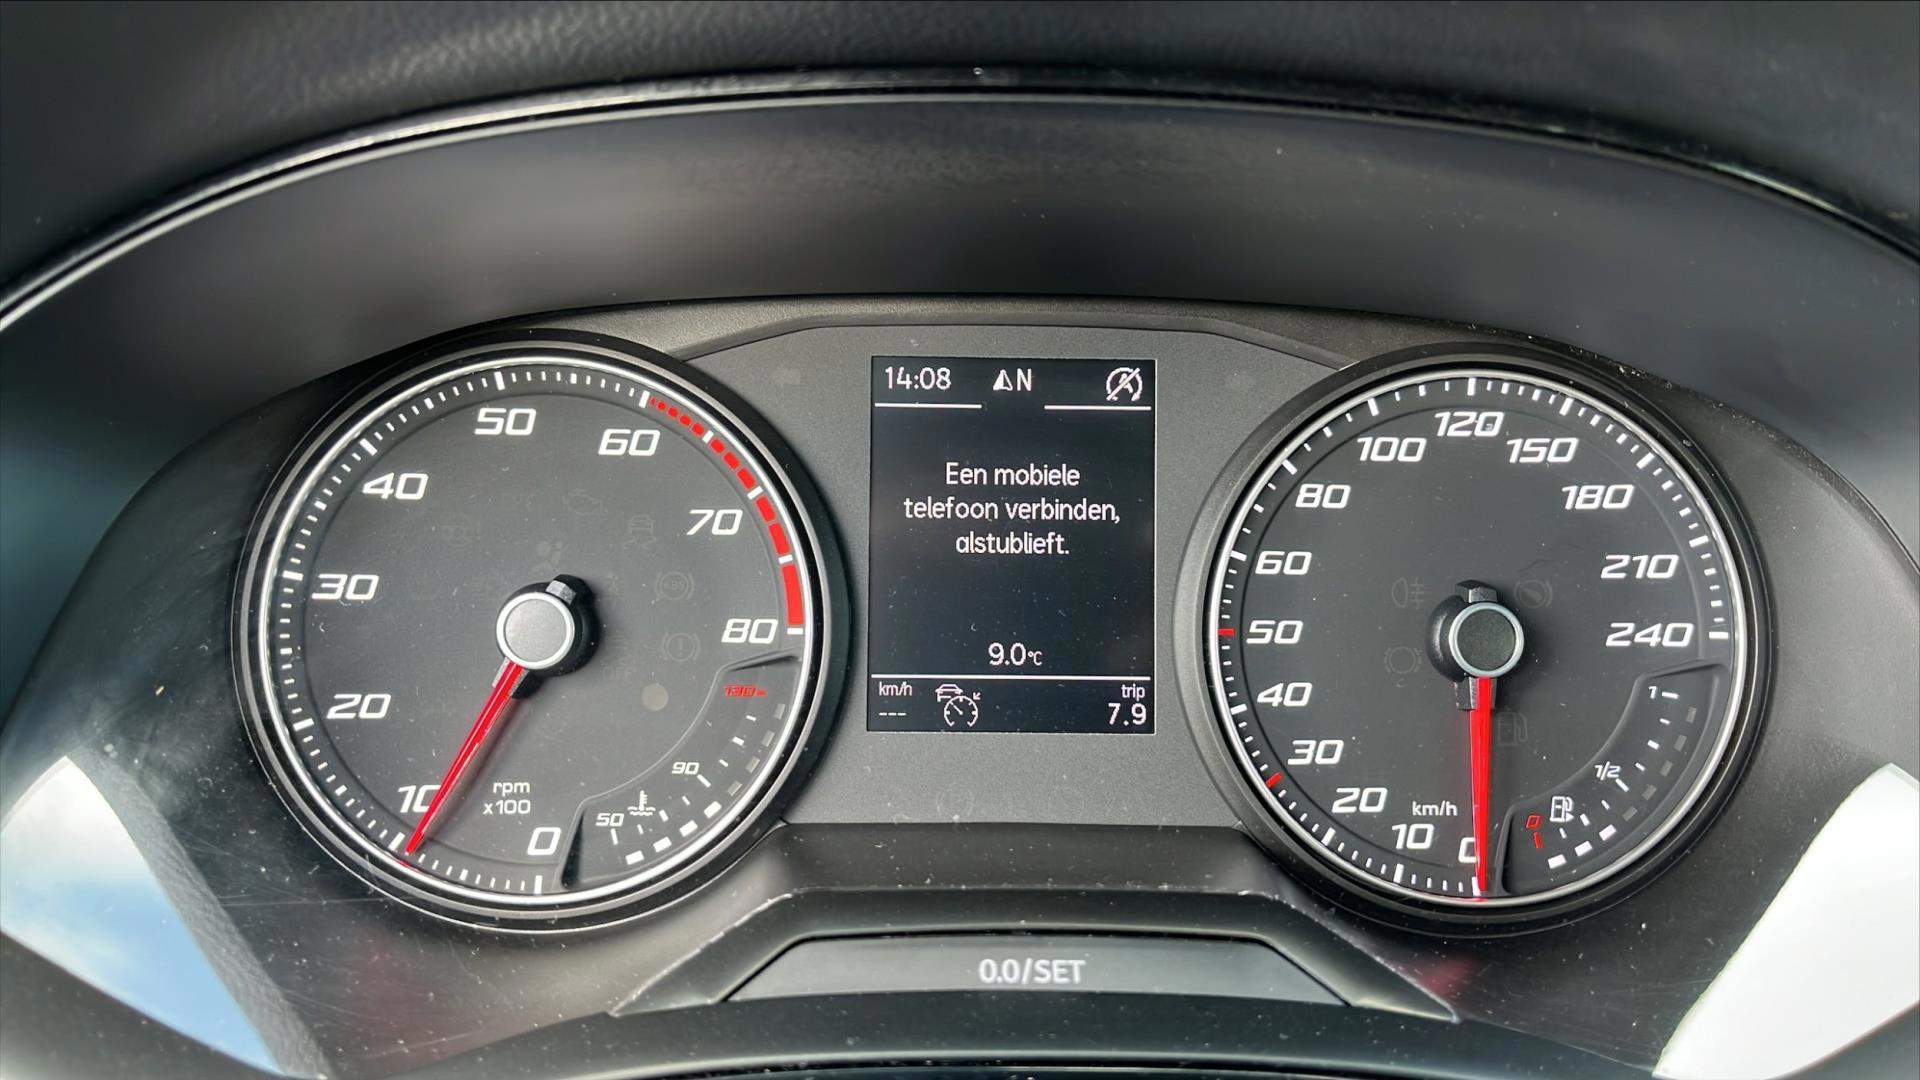 14:08 N
Een mobiele
telefoon verbinden,
alstublieft.
9.0°C
km/h
---
trip
7.9
0
10
20
30
40
50
60
70
80
rpm
x100
50
90
130
0
10
20
30
40
50
60
80
100
120
150
180
210
240
km/h
0
1/2
1
0.0/SET